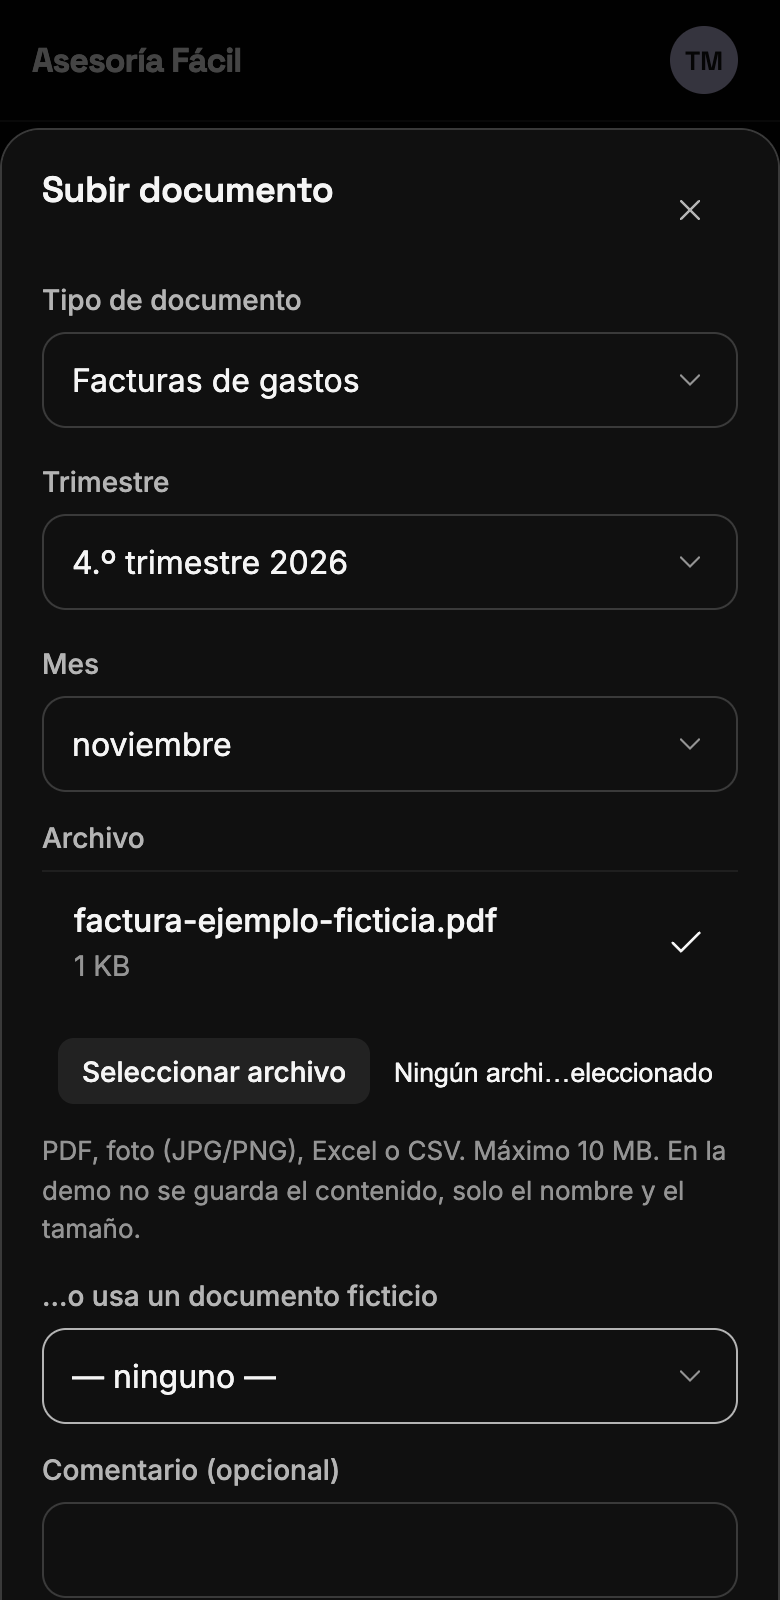 Asesoría Fácil
TM
Subir documento
Tipo de documento
Facturas de gastos
Trimestre
4.º trimestre 2026
Mes
noviembre
Archivo
factura-ejemplo-ficticia.pdf
1 KB
Seleccionar archivo
Ningún archi…eleccionado
PDF, foto (JPG/PNG), Excel o CSV. Máximo 10 MB. En la
demo no se guarda el contenido, solo el nombre y el
tamaño.
…o usa un documento ficticio
— ninguno —
Comentario (opcional)